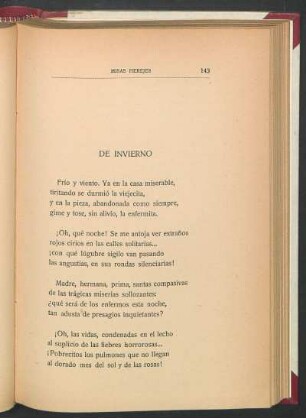 MISAS HEREJES 143
DE INVIERNO
Frío y viento. Ya en la casa miserable,
tiritando se durmió la viejecita,
y en la pieza, abandonada como siempre,
gime y tose, sin alivio, la enfermita.
¡Oh, qué noche! Se me antoja ver extraños
rojos cirios en las calles solitarias...
¡con qué lúgubre sigilo van pasando
las angustias, en sus rondas silenciarias!
Madre, hermana, prima, santas compasivas
de las trágicas miserias sollozantes:
¿qué será de los enfermos esta noche,
tan adusta de presagios inquietantes?
¡Oh, las vidas, condenadas en el lecho
al suplicio de las fiebres horrorosas...
¡Pobrecitos los pulmones que no llegan
al dorado mes del sol y de las rosas!